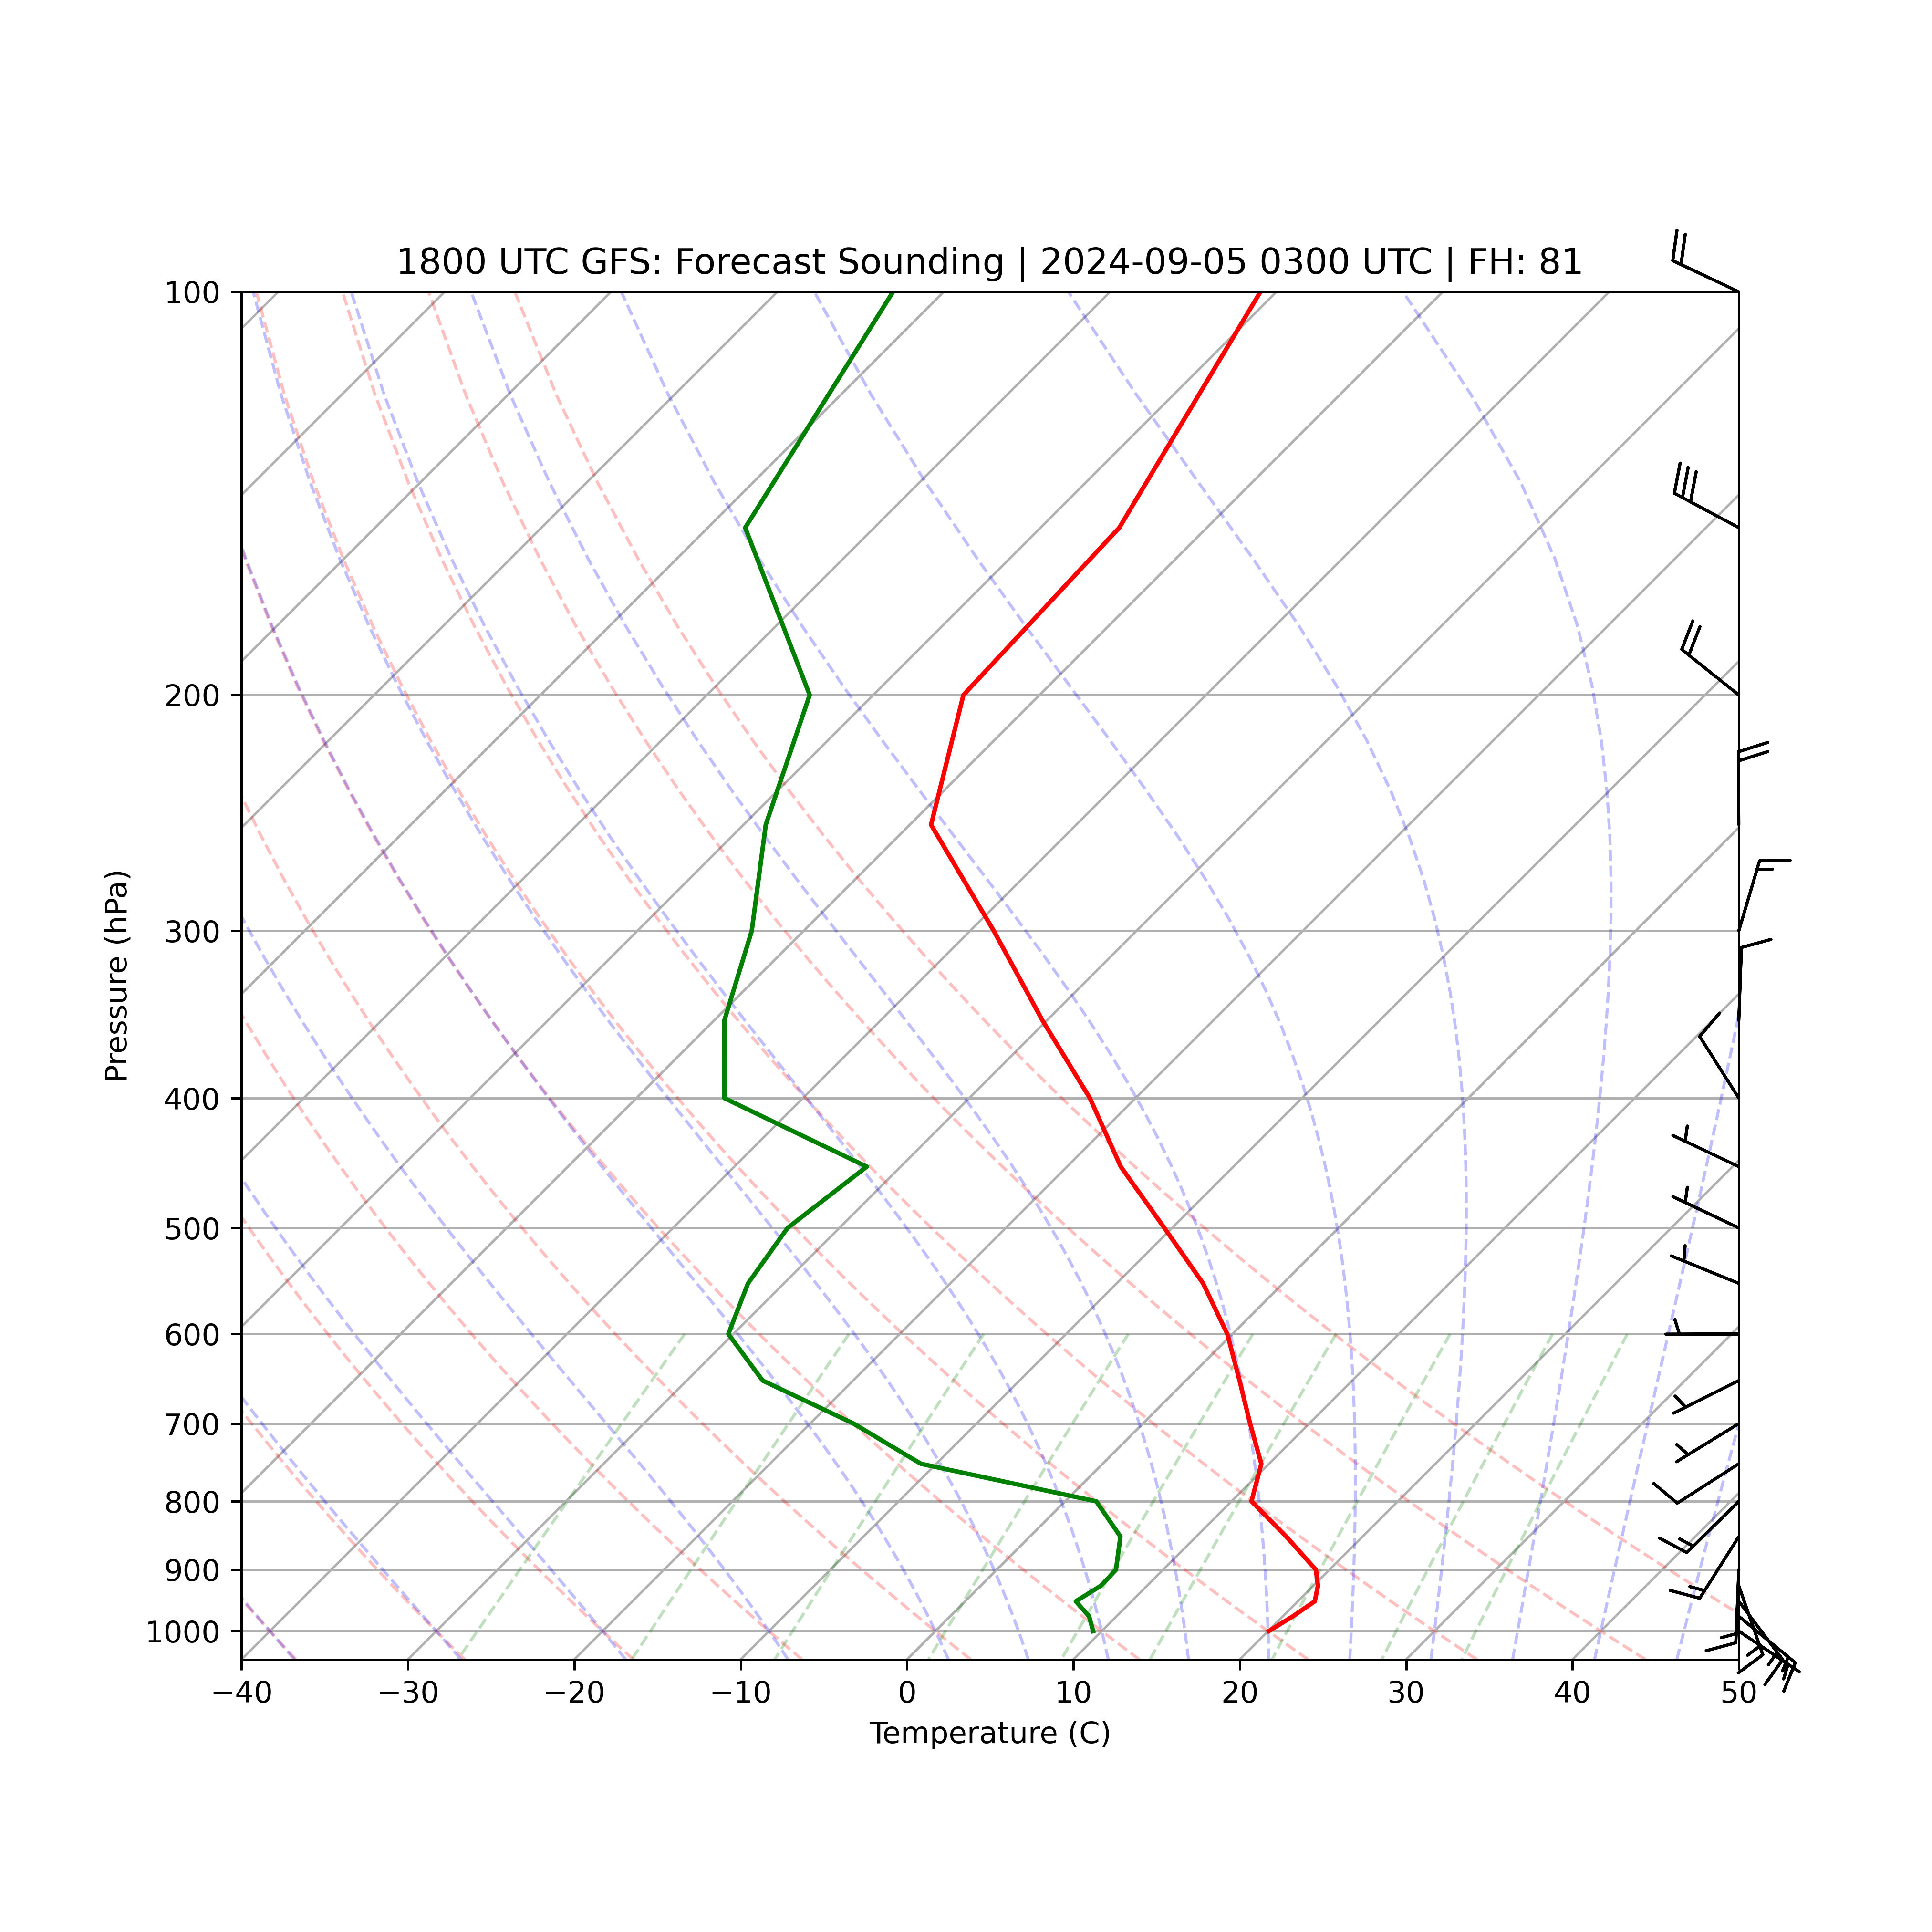 1800 UTC GFS: Forecast Sounding | 2024-09-05 0300 UTC | FH: 81
100
200
300
400
500
600
700
800
900
1000
Pressure (hPa)
−40 −30 −20 −10 0 10 20 30 40 50
Temperature (C)